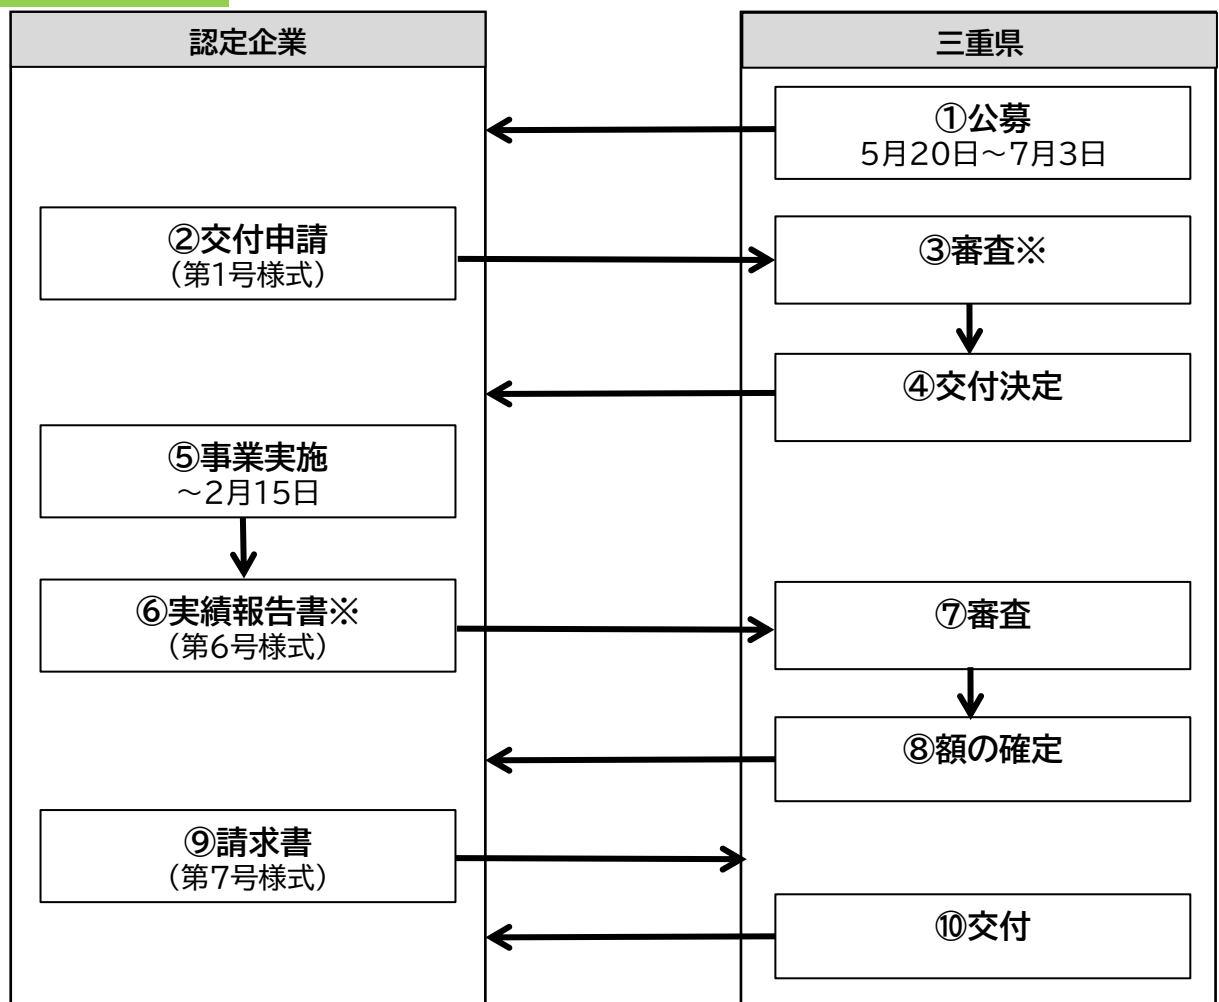 認定企業
三重県
①公募
5月20日～7月3日
②交付申請
（第1号様式）
③審査※
④交付決定
⑤事業実施
～2月15日
⑥実績報告書※
（第6号様式）
⑦審査
⑧額の確定
⑨請求書
（第7号様式）
⑩交付